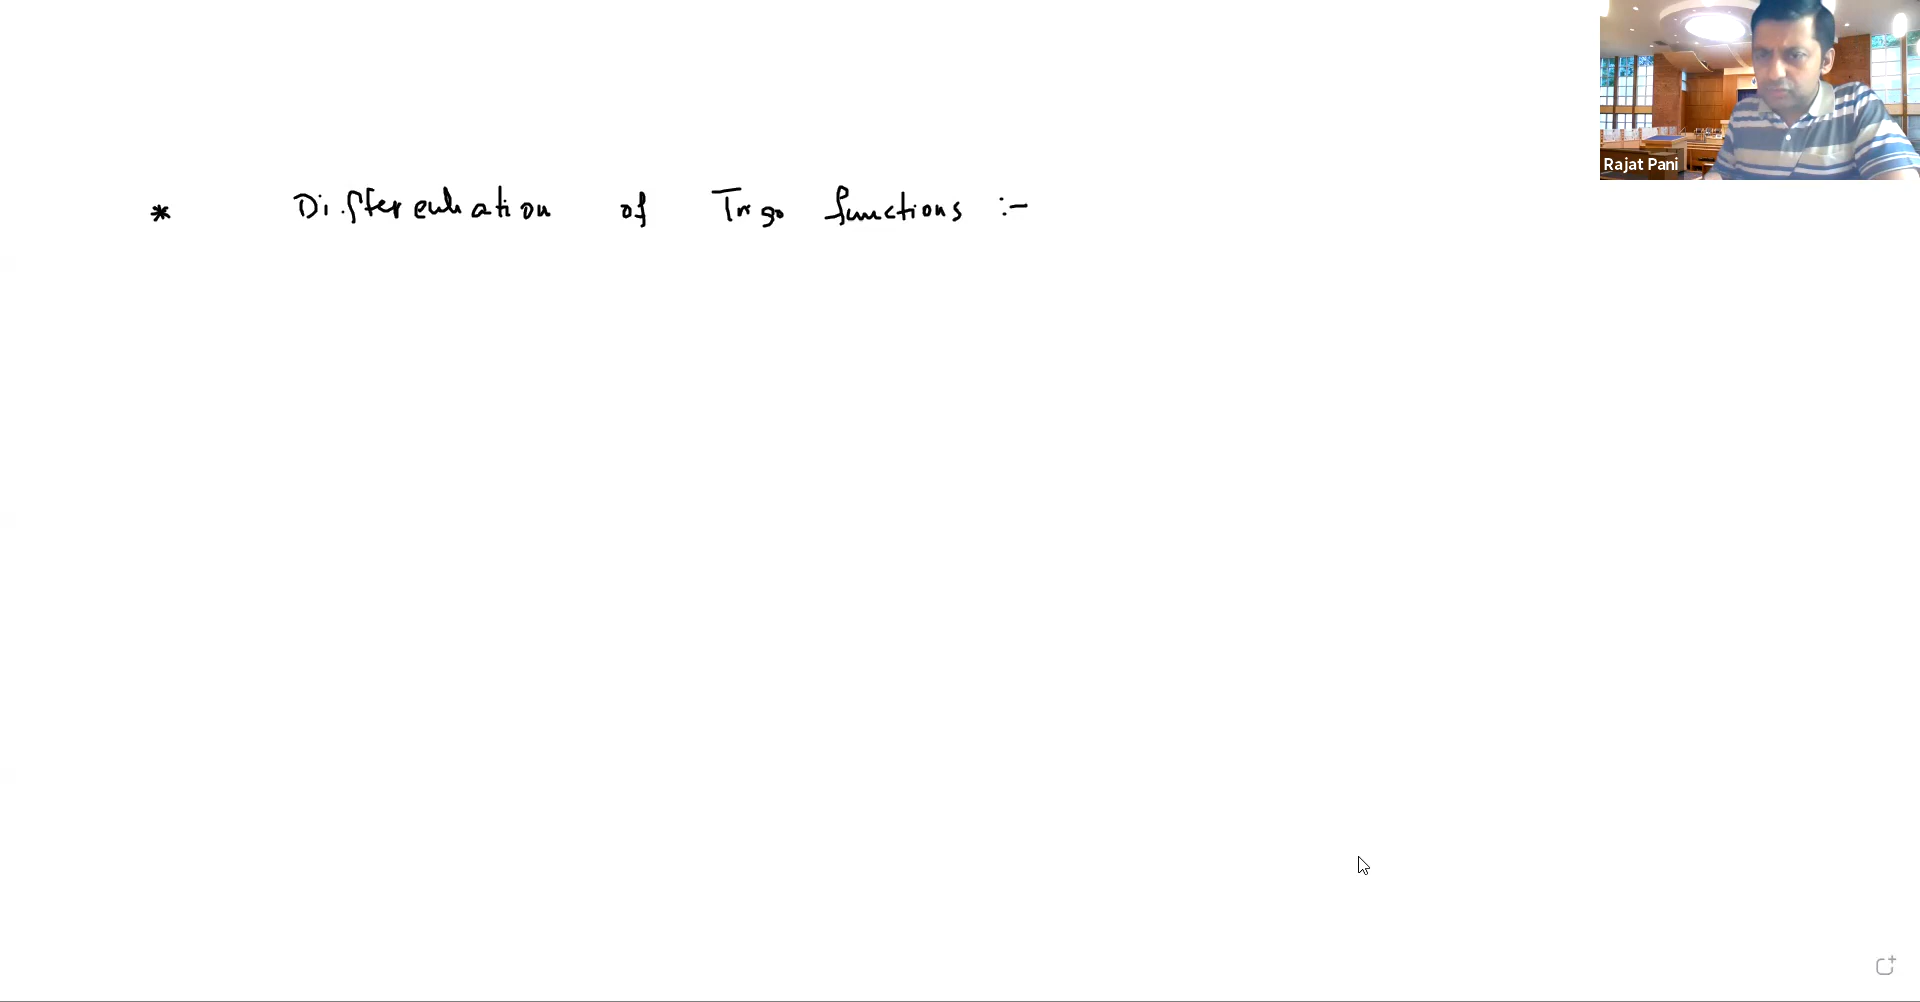 Rajat Pani
* Differentiation of Trigo functions :-